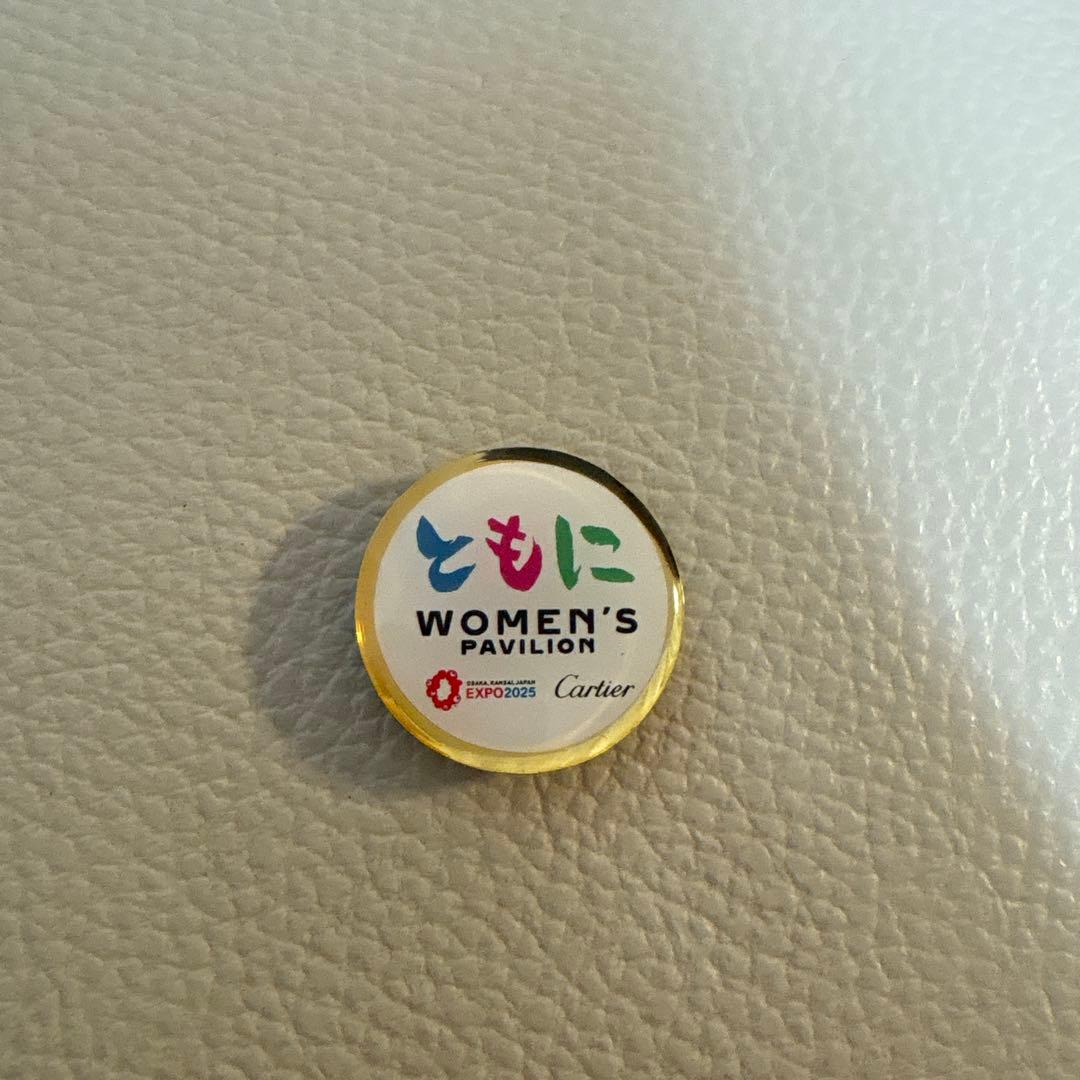 ともに
WOMEN'S
PAVILION
OSAKA, KANSAI, JAPAN
EXPO2025
Cartier